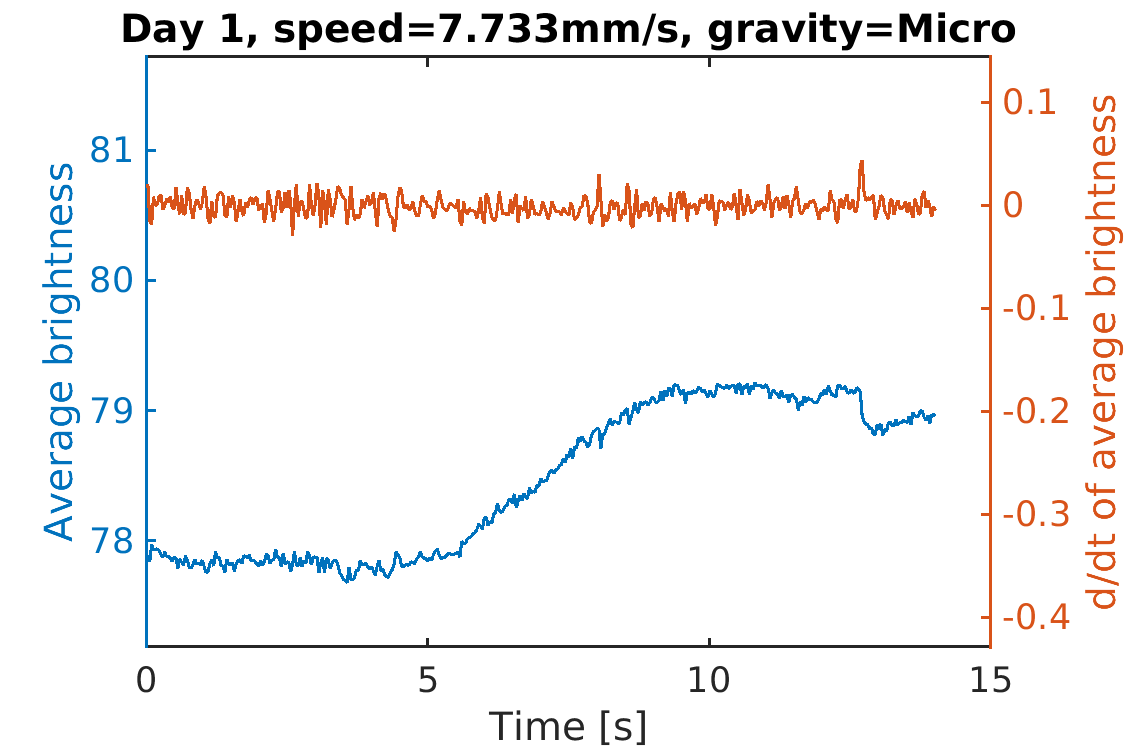 Day 1, speed=7.733mm/s, gravity=Micro
Average brightness
81
80
79
78
0.1
0
-0.1
-0.2
-0.3
-0.4
d/dt of average brightness
0 5 10 15
Time [s]